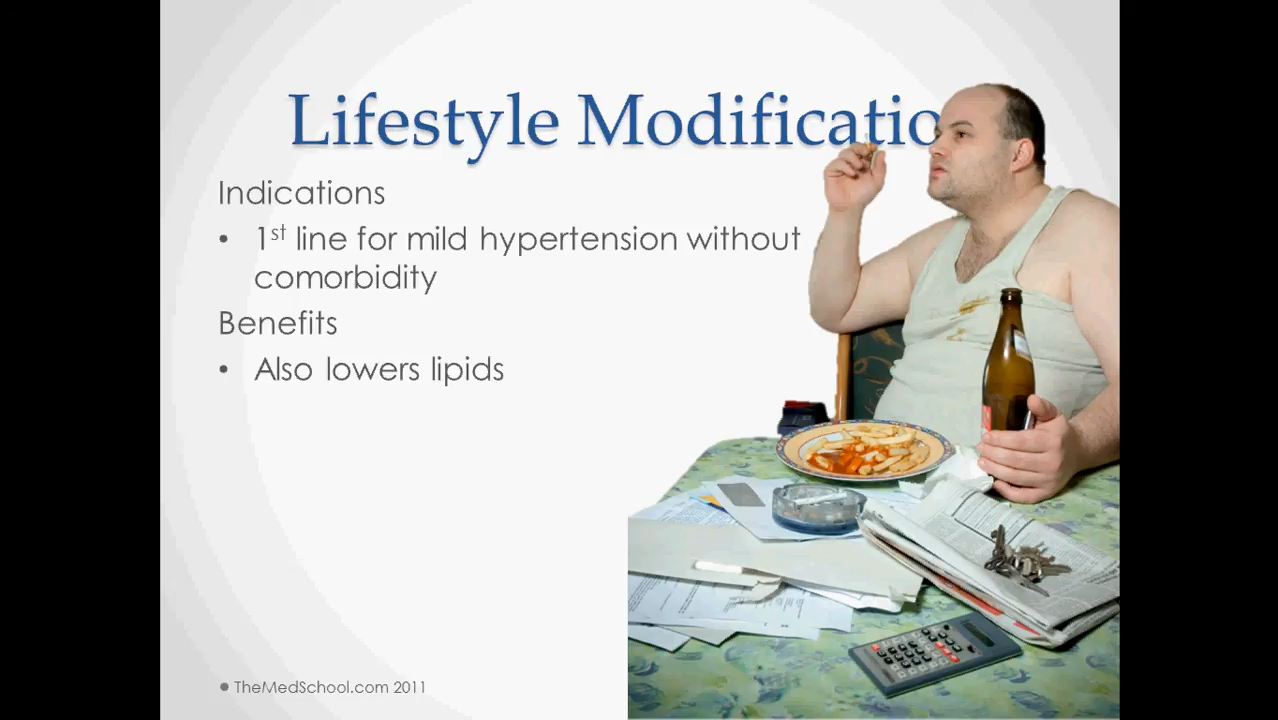 Lifestyle Modificatio
Indications
• 1st line for mild hypertension without
comorbidity
Benefits
• Also lowers lipids
• TheMedSchool.com 2011